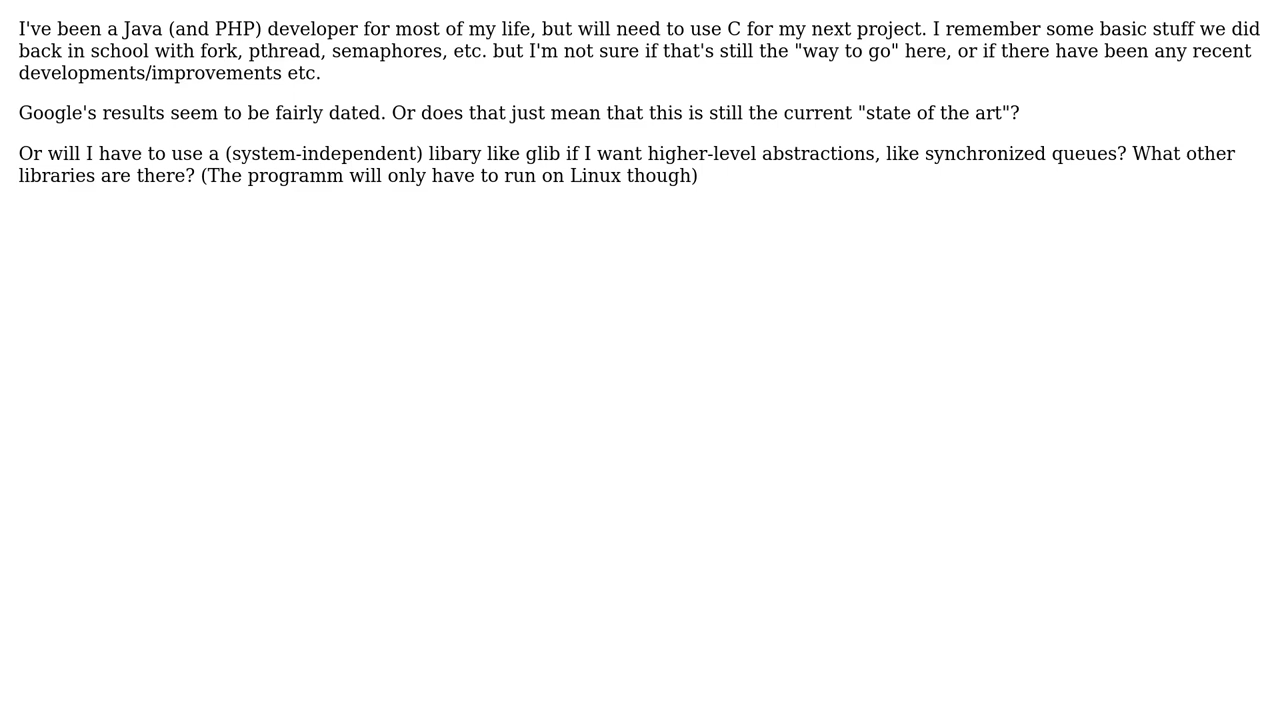 I've been a Java (and PHP) developer for most of my life, but will need to use C for my next project. I remember some basic stuff we did
back in school with fork, pthread, semaphores, etc. but I'm not sure if that's still the "way to go" here, or if there have been any recent
developments/improvements etc.
Google's results seem to be fairly dated. Or does that just mean that this is still the current "state of the art"?
Or will I have to use a (system-independent) libary like glib if I want higher-level abstractions, like synchronized queues? What other
libraries are there? (The programm will only have to run on Linux though)